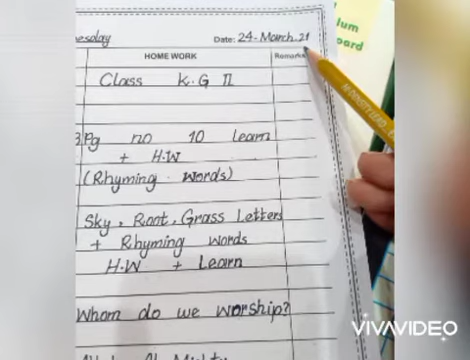 nesday Date: 24-March-21
HOME WORK Remarks
Class K.G II
Pg no 10 learn
+ H.W
(Rhyming words)
Sky, Root, Grass Letters
+ Rhyming words
H.W + Learn
Whom do we worship?
VIVAVIDEO